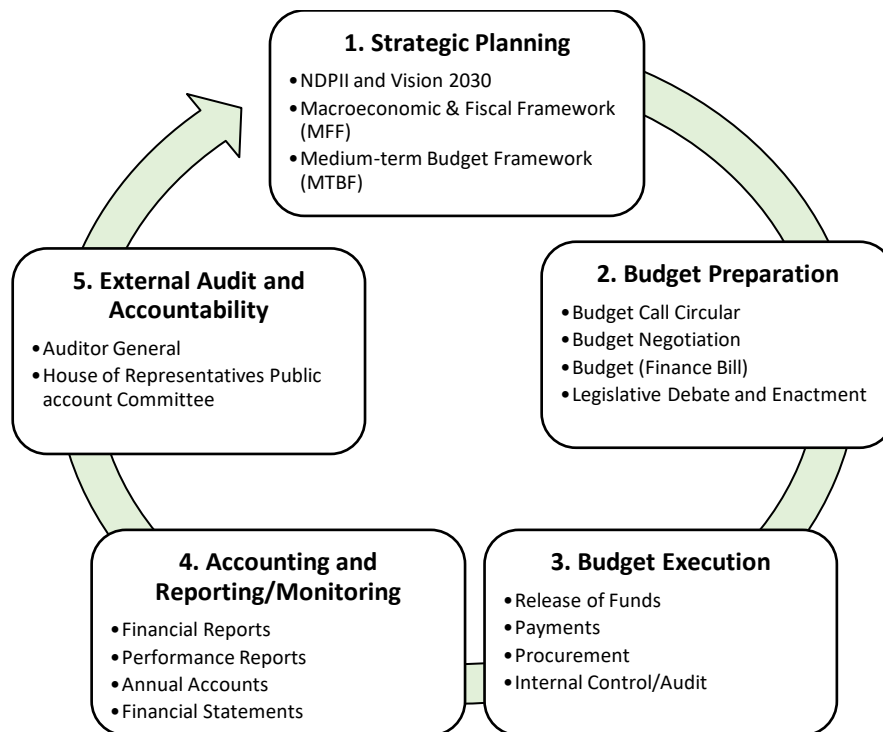 1. Strategic Planning
•NDPII and Vision 2030
•Macroeconomic & Fiscal Framework
(MFF)
•Medium-term Budget Framework
(MTBF)
2. Budget Preparation
•Budget Call Circular
•Budget Negotiation
•Budget (Finance Bill)
•Legislative Debate and Enactment
3. Budget Execution
•Release of Funds
•Payments
•Procurement
•Internal Control/Audit
4. Accounting and
Reporting/Monitoring
•Financial Reports
•Performance Reports
•Annual Accounts
•Financial Statements
5. External Audit and
Accountability
•Auditor General
•House of Representatives Public
account Committee